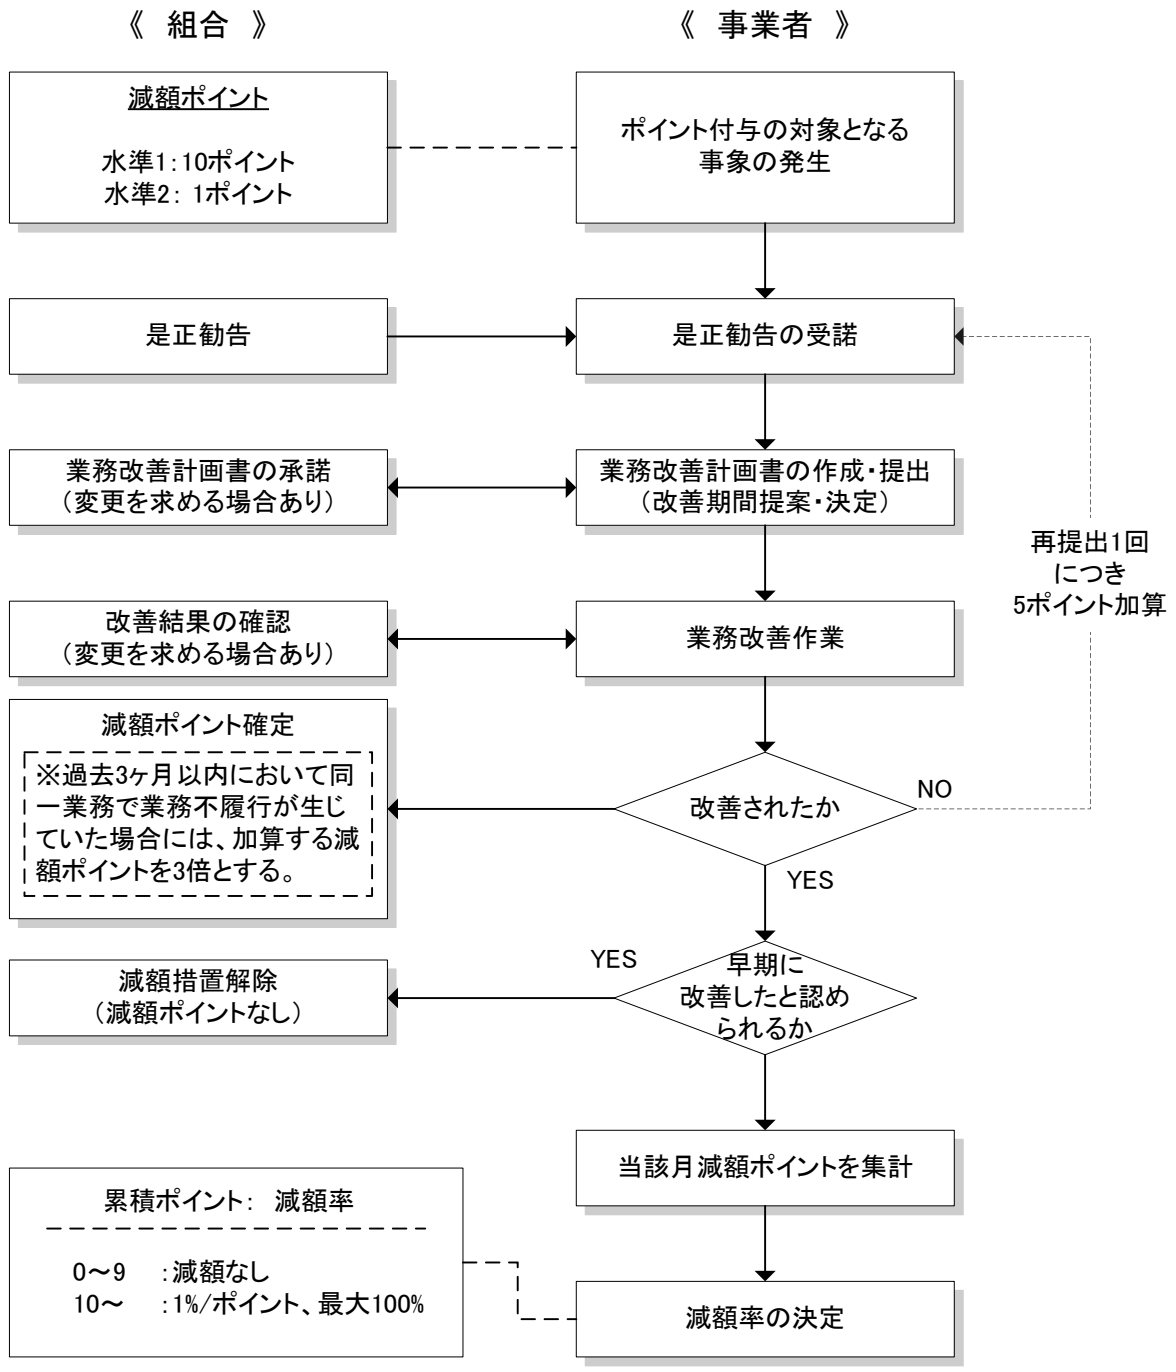 《 組合 》
《 事業者 》
減額ポイント
水準1：10ポイント
水準2： 1ポイント
ポイント付与の対象となる
事象の発生
是正勧告
是正勧告の受諾
業務改善計画書の承諾
（変更を求める場合あり）
業務改善計画書の作成・提出
（改善期間提案・決定）
再提出1回
につき
5ポイント加算
改善結果の確認
（変更を求める場合あり）
業務改善作業
減額ポイント確定
※過去3ヶ月以内において同
一業務で業務不履行が生じ
ていた場合には、加算する減
額ポイントを3倍とする。
改善されたか
NO
YES
YES
減額措置解除
（減額ポイントなし）
早期に
改善したと認め
られるか
当該月減額ポイントを集計
累積ポイント： 減額率
0～9 ：減額なし
10～ ：1%/ポイント、最大100%
減額率の決定